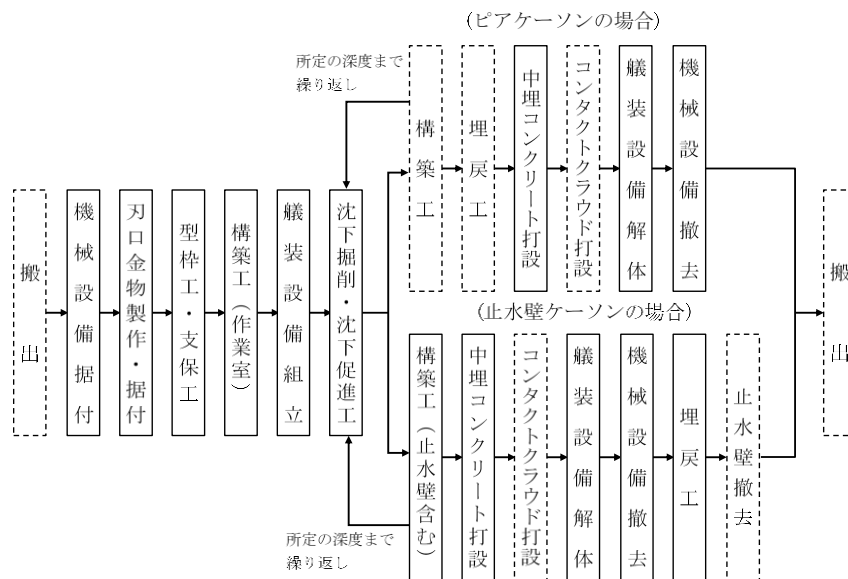 (ピアケーソンの場合)
所定の深度まで
繰り返し
構築工
埋戻工
中埋コンクリート打設
コンタクトクラウド打設
艤装設備解体
機械設備撤去
搬出
機械設備据付
刃口金物製作・据付
型枠工・支保工
構築工(作業室)
艤装設備組立
沈下掘削・沈下促進工
搬出
(止水壁ケーソンの場合)
構築工(止水壁含む)
中埋コンクリート打設
コンタクトクラウド打設
艤装設備解体
機械設備撤去
埋戻工
止水壁撤去
所定の深度まで
繰り返し